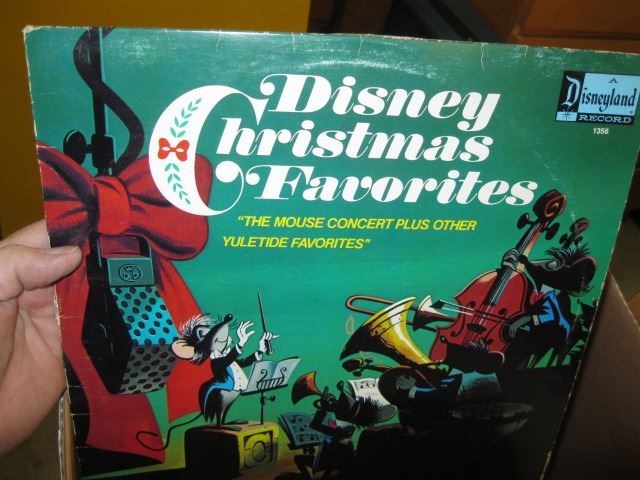 Disney
Christmas
Favorites
"THE MOUSE CONCERT PLUS OTHER
YULETIDE FAVORITES"
A
Disneyland
RECORD
1356